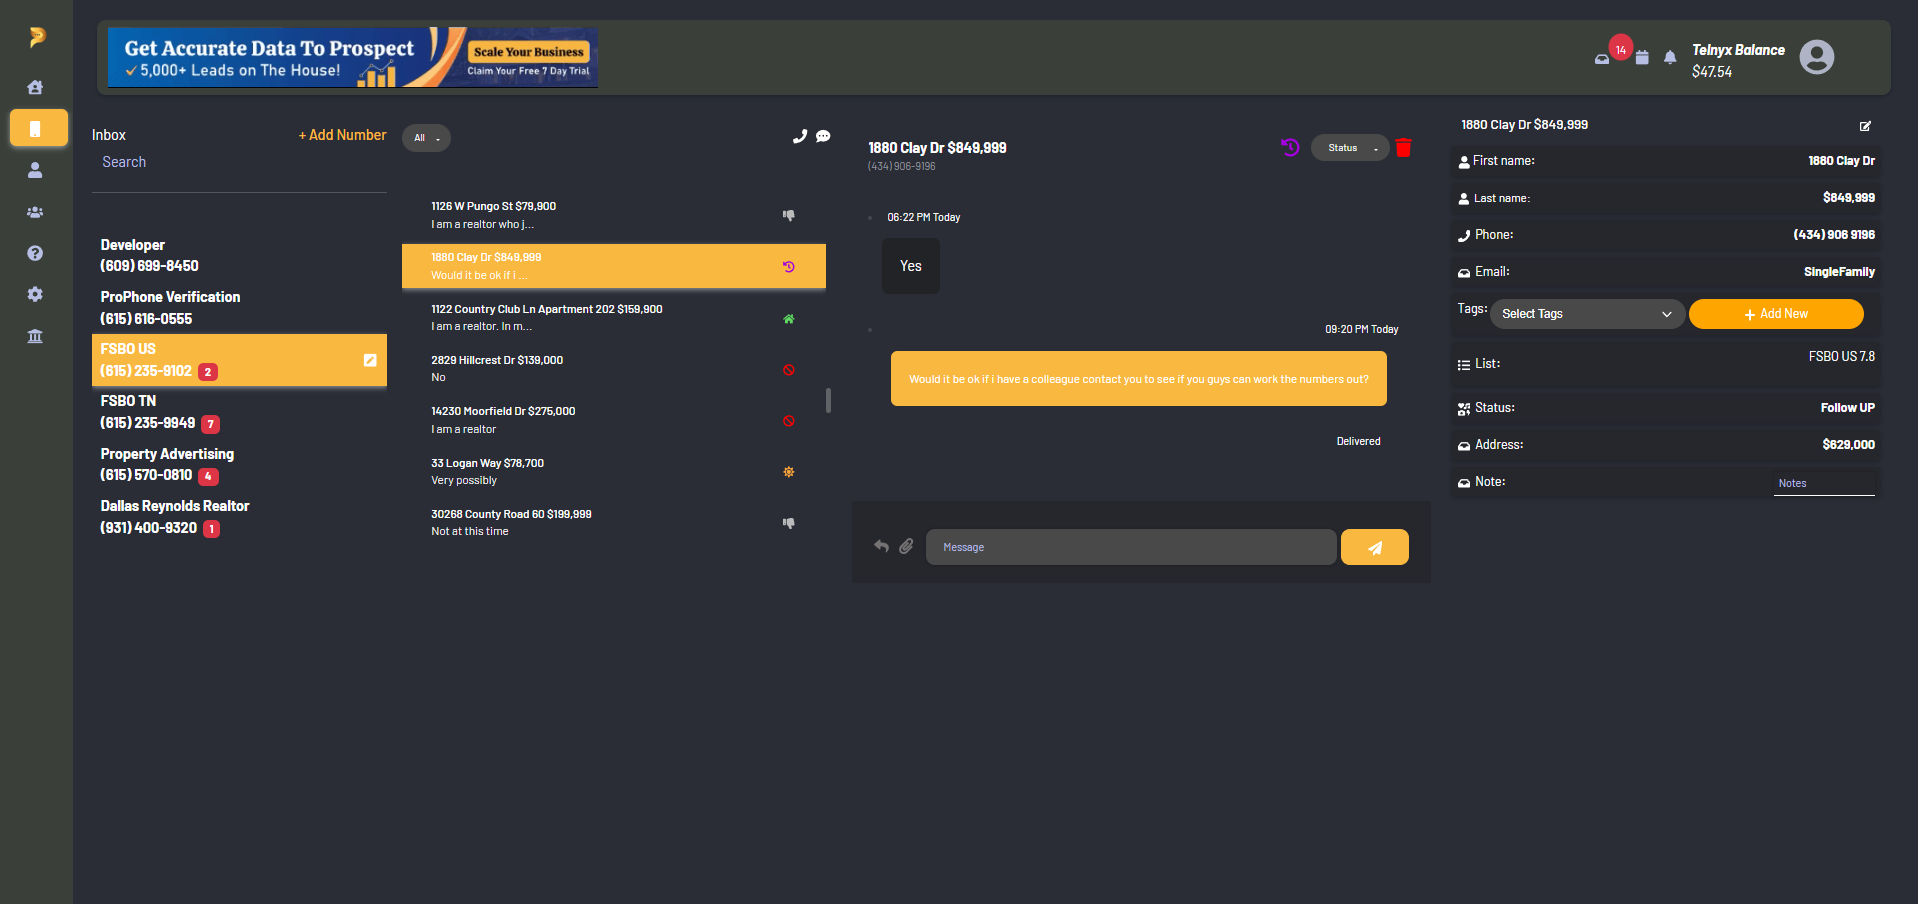 Get Accurate Data To Prospect
✓ 5,000+ Leads on The House!
Scale Your Business
Claim Your Free 7 Day Trial
14
Telnyx Balance
$47.54
Inbox
+ Add Number
Search
Developer
(609) 699-8450
ProPhone Verification
(615) 616-0555
FSBO US
(615) 235-9102 2
FSBO TN
(615) 235-9949 7
Property Advertising
(615) 570-0810 4
Dallas Reynolds Realtor
(931) 400-9320 1
All
1126 W Pungo St $79,900
I am a realtor who j...
1880 Clay Dr $849,999
Would it be ok if i ...
1122 Country Club Ln Apartment 202 $159,900
I am a realtor. In m...
2829 Hillcrest Dr $139,000
No
14230 Moorfield Dr $275,000
I am a realtor
33 Logan Way $78,700
Very possibly
30268 County Road 60 $199,999
Not at this time
1880 Clay Dr $849,999
(434) 906-9196
Status
06:22 PM Today
Yes
09:20 PM Today
Would it be ok if i have a colleague contact you to see if you guys can work the numbers out?
Delivered
Message
1880 Clay Dr $849,999
First name: 1880 Clay Dr
Last name: $849,999
Phone: (434) 906 9196
Email: SingleFamily
Tags: Select Tags + Add New
List: FSBO US 7.8
Status: Follow UP
Address: $629,000
Note: Notes